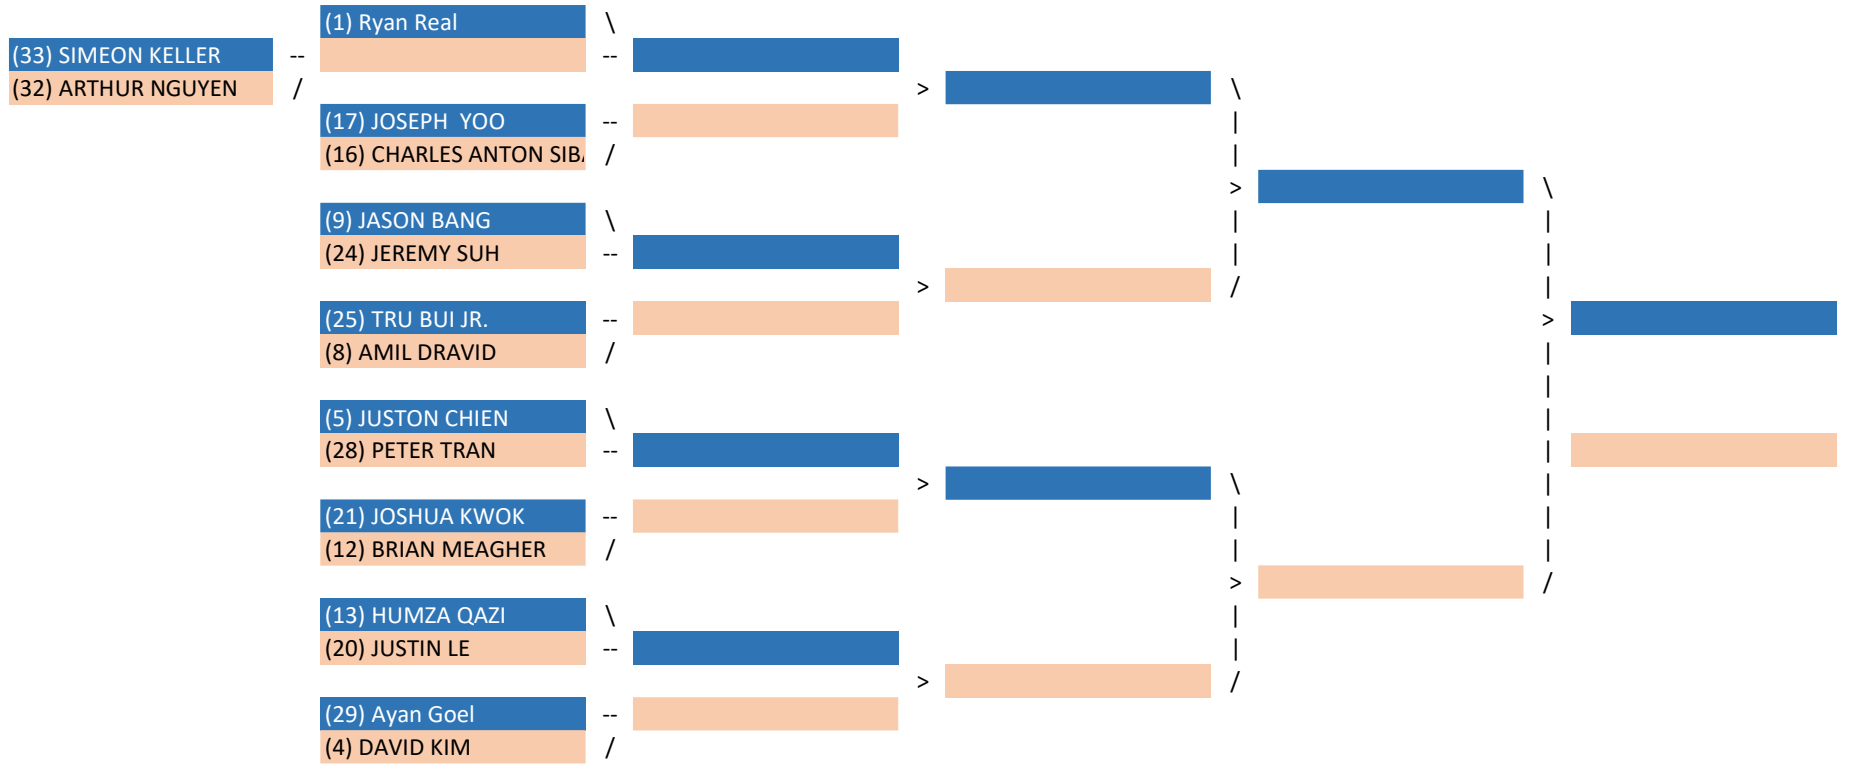 (1) Ryan Real \
(33) SIMEON KELLER -- --
(32) ARTHUR NGUYEN / > \
(17) JOSEPH YOO -- |
(16) CHARLES ANTON SIB / |
> \
(9) JASON BANG \ | |
(24) JEREMY SUH -- | |
> / |
(25) TRU BUI JR. -- >
(8) AMIL DRAVID / |
|
(5) JUSTON CHIEN \ |
(28) PETER TRAN -- |
> \ |
(21) JOSHUA KWOK -- | |
(12) BRIAN MEAGHER / | |
> /
(13) HUMZA QAZI \ |
(20) JUSTIN LE -- |
> /
(29) Ayan Goel --
(4) DAVID KIM /